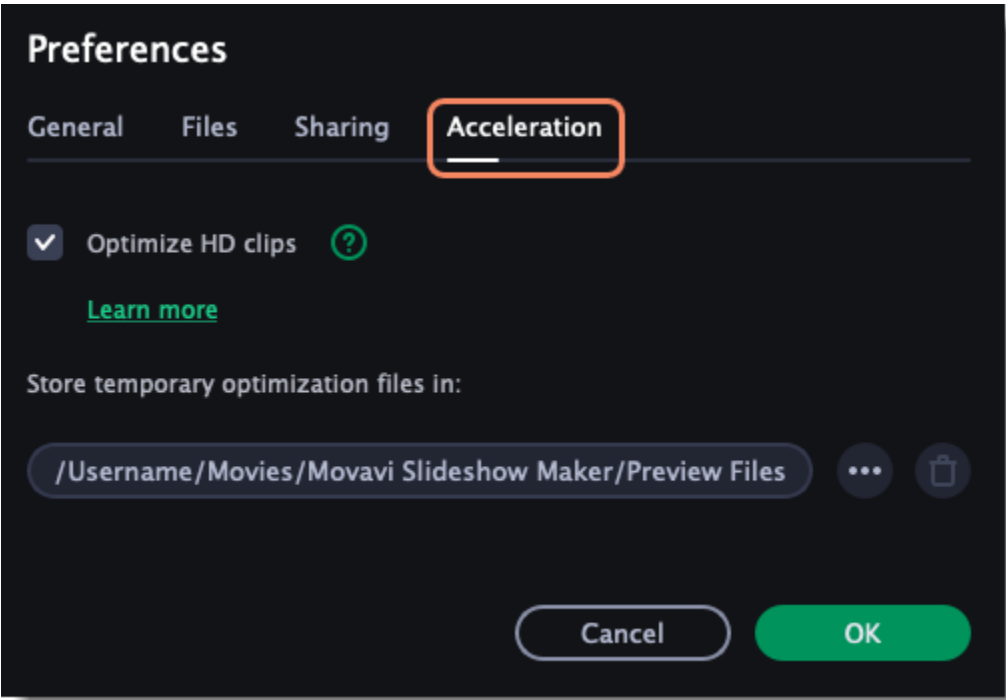 Preferences
General Files Sharing Acceleration
Optimize HD clips ?
Learn more
Store temporary optimization files in:
/Username/Movies/Movavi Slideshow Maker/Preview Files •••
Cancel OK